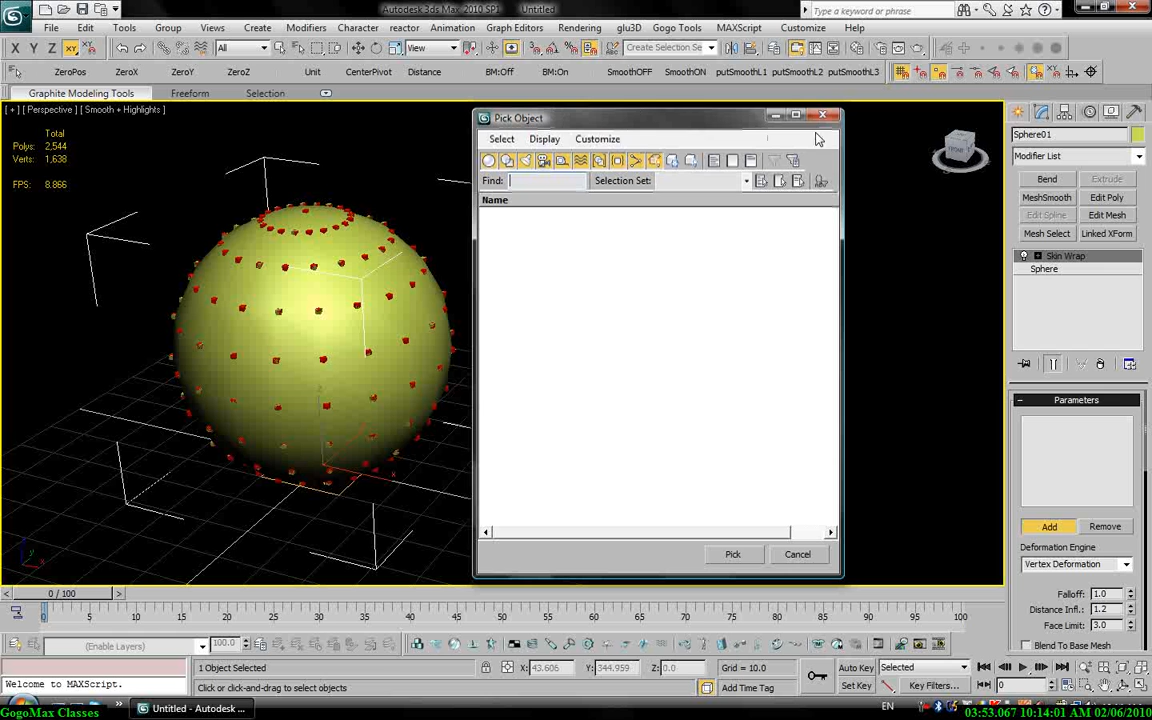 Autodesk 3ds Max 2010 SP1 Untitled
Type a keyword or phrase
File Edit Tools Group Views Create Modifiers Character reactor Animation Graph Editors Rendering glu3D Gogo Tools MAXScript Customize Help
X Y Z XY All View Create Selection Se
ZeroPos ZeroX ZeroY ZeroZ Unit CenterPivot Distance BM:Off BM:On SmoothOFF SmoothON putSmoothL1 putSmoothL2 putSmoothL3
Graphite Modeling Tools Freeform Selection
[ + ] [ Perspective ] [ Smooth + Highlights ]
Total
Polys: 2,544
Verts: 1,638
FPS: 8.866
Pick Object
Select Display Customize
Find: Selection Set:
Name
Pick Cancel
Sphere01
Modifier List
Bend Extrude
MeshSmooth Edit Poly
Edit Spline Edit Mesh
Mesh Select Linked XForm
Skin Wrap
Sphere
Parameters
Add Remove
Deformation Engine
Vertex Deformation
Falloff: 1.0
Distance Infl.: 1.2
Face Limit: 3.0
Blend To Base Mesh
0 / 100
0 5 10 15 20 25 30 35 40 45 50 55 60 65 70 75 80 85 90 95 100
(Enable Layers) 100.0
1 Object Selected X: 43.606 Y: 344.959 Z: 0.0 Grid = 10.0 Auto Key Selected
Welcome to MAXScript. Click or click-and-drag to select objects Add Time Tag Set Key Key Filters... 0
Untitled - Autodesk ... EN
GogoMax Classes 03:53.067 10:14:01 AM 02/06/2010